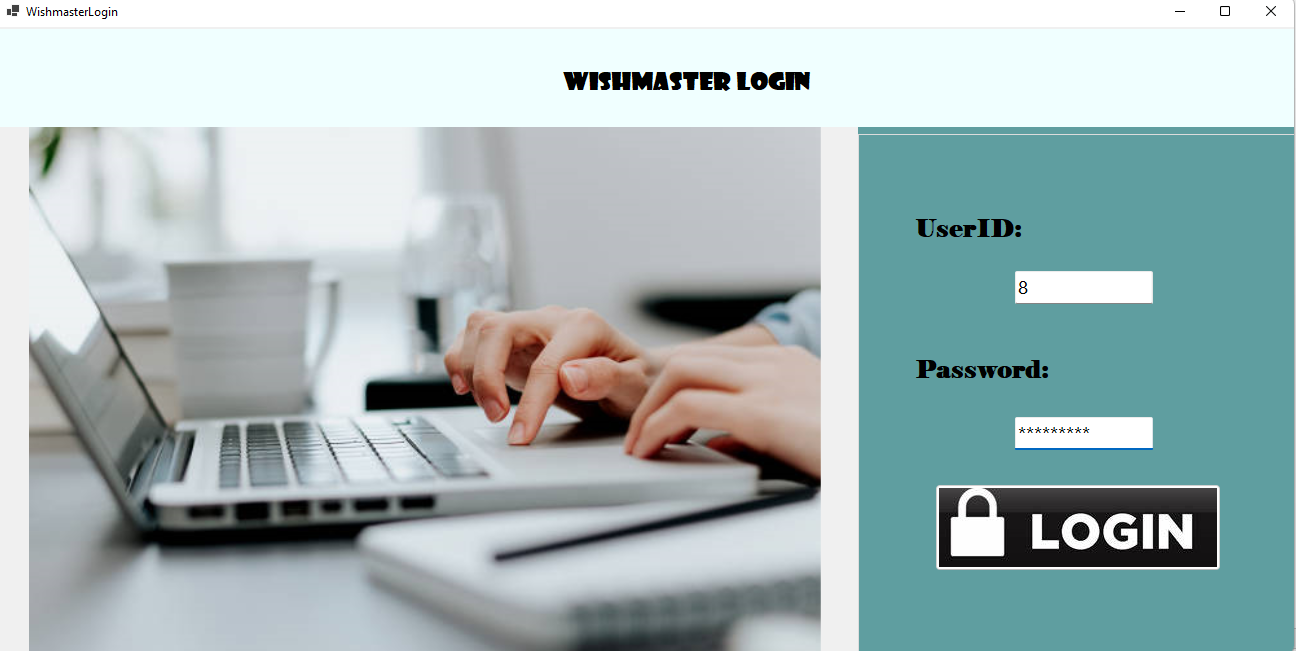 WishmasterLogin
WISHMASTER LOGIN
UserID:
8
Password:
*********
LOGIN